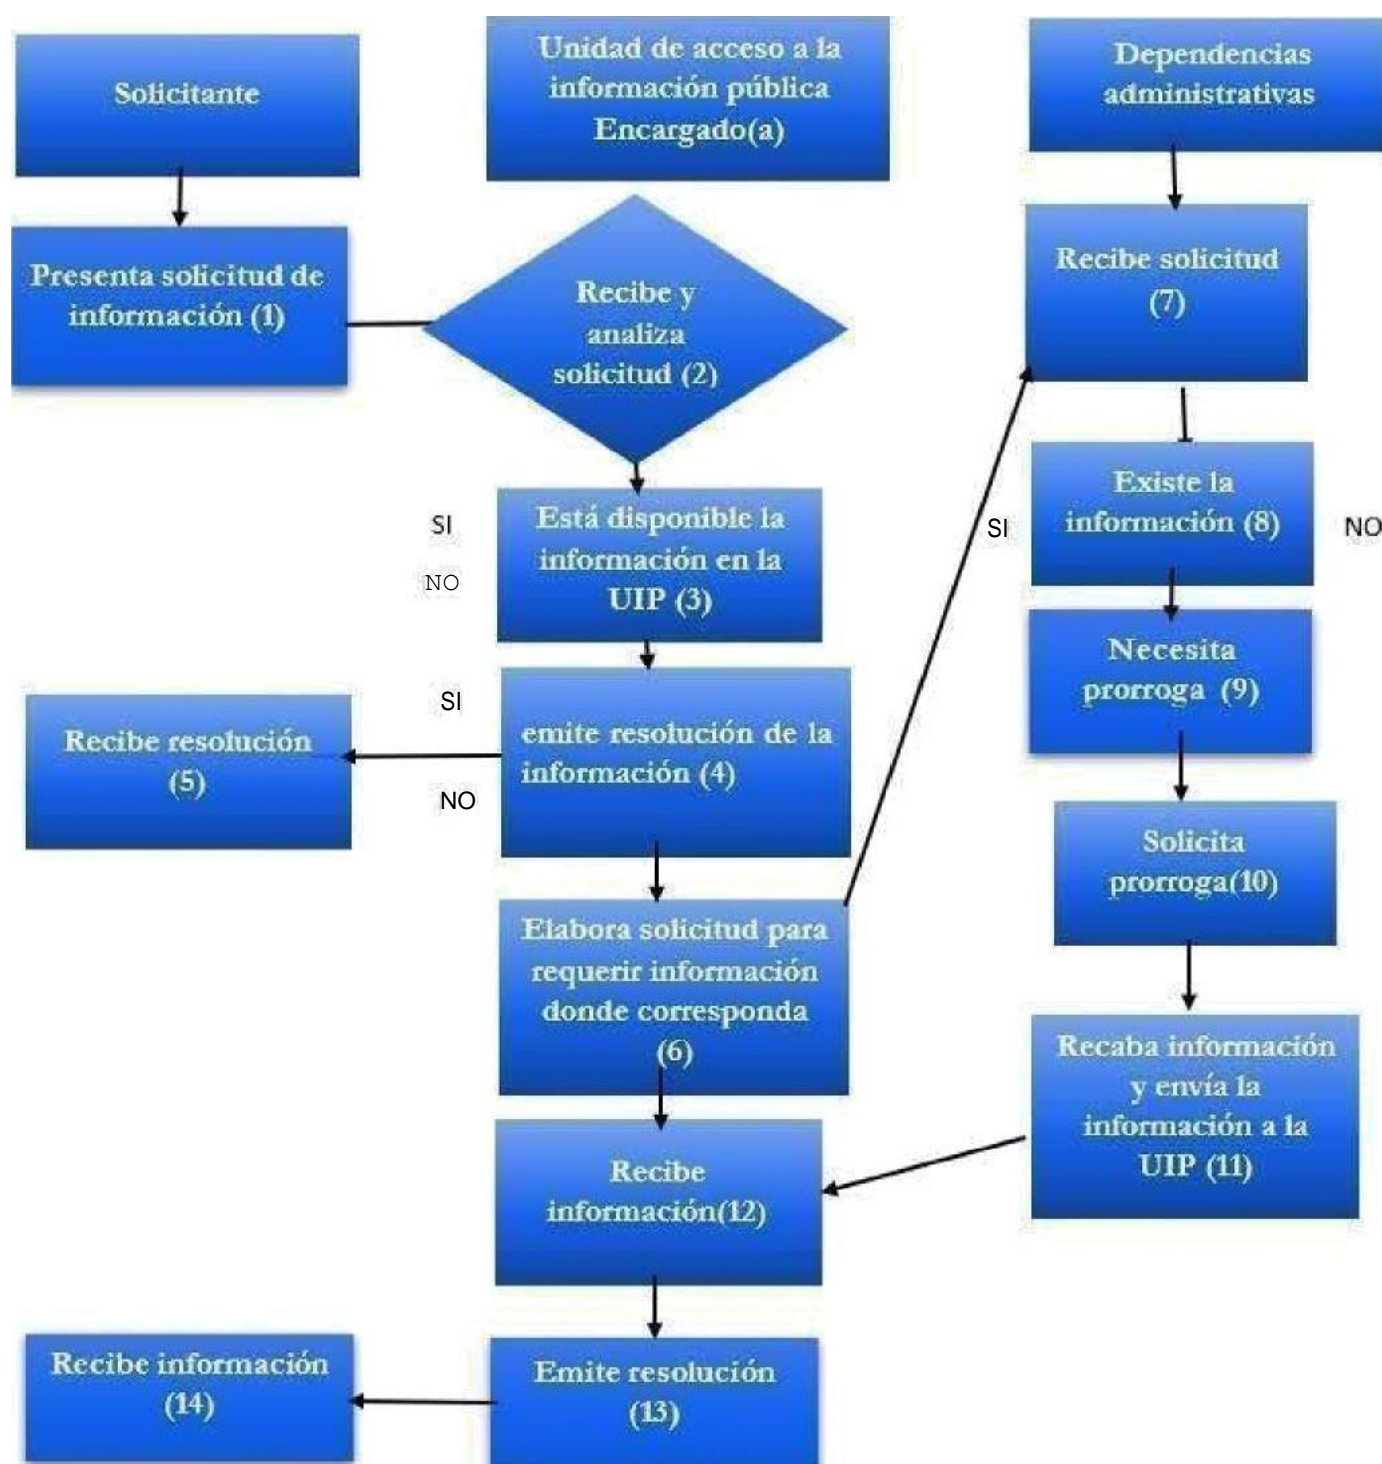 Solicitante
Unidad de acceso a la
información pública
Encargado(a)
Dependencias
administrativas
Presenta solicitud de
información (1)
Recibe y
analiza
solicitud (2)
Recibe solicitud
(7)
SI
NO
Está disponible la
información en la
UIP (3)
SI
Existe la
información (8)
NO
Necesita
prorroga (9)
SI
NO
Recibe resolución
(5)
emite resolución de la
información (4)
Solicita
prorroga(10)
Elabora solicitud para
requerir información
donde corresponda
(6)
Recaba información
y envía la
información a la
UIP (11)
Recibe
información(12)
Recibe información
(14)
Emite resolución
(13)